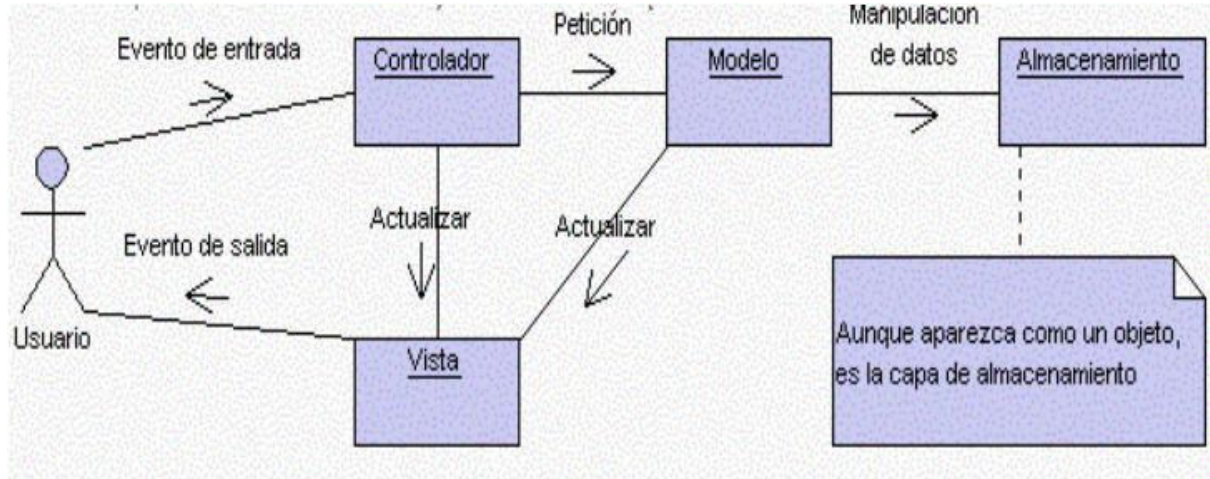 Petición
Manipulacion
de datos
Evento de entrada
Controlador
Modelo
Almacenamiento
Actualizar
Actualizar
Evento de salida
Usuario
Vista
Aunque aparezca como un objeto,
es la capa de almacenamiento